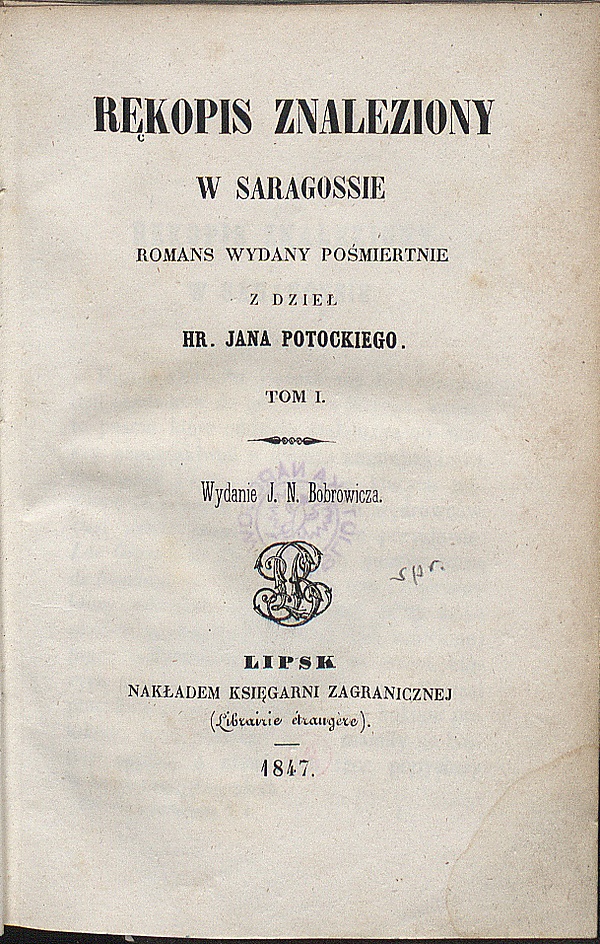 RĘKOPIS ZNALEZIONY
W SARAGOSSIE
ROMANS WYDANY POŚMIERTNIE
Z DZIEŁ
HR. JANA POTOCKIEGO.
TOM I.
Wydanie J. N. Bobrowicza.
spr.
LIPSK
NAKŁADEM KSIĘGARNI ZAGRANICZNEJ
(Librairie étrangère).
1847.